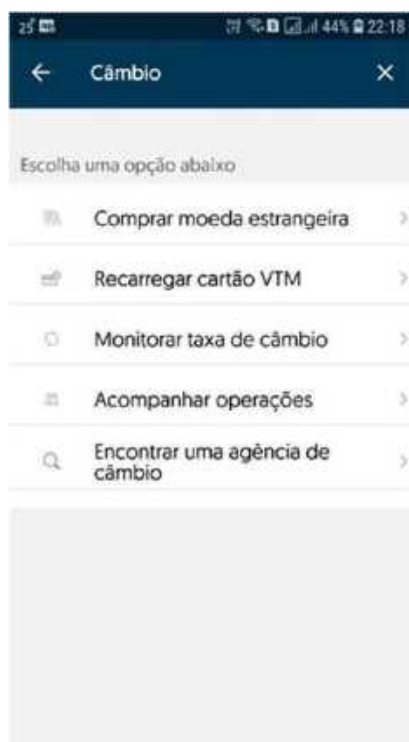 25° 44% 22:18
Câmbio
Escolha uma opção abaixo
Comprar moeda estrangeira
Recarregar cartão VTM
Monitorar taxa de câmbio
Acompanhar operações
Encontrar uma agência de
câmbio